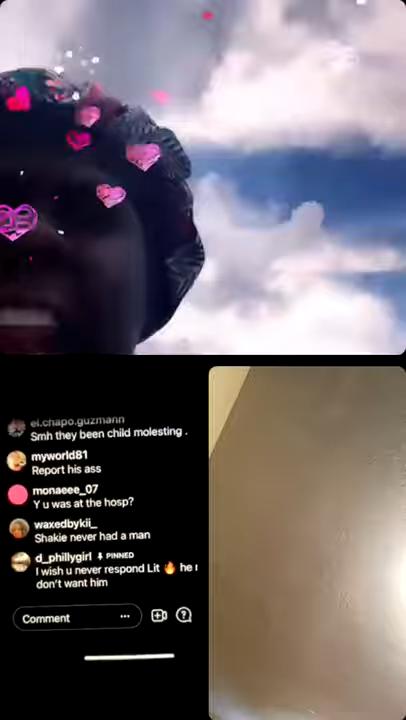 el.chapo.guzmann
Smh they been child molesting .
myworld81
Report his ass
monaeee_07
Y u was at the hosp?
waxedbykii_
Shakie never had a man
d_phillygirl PINNED
I wish u never respond Lit 🔥 he
don't want him
Comment